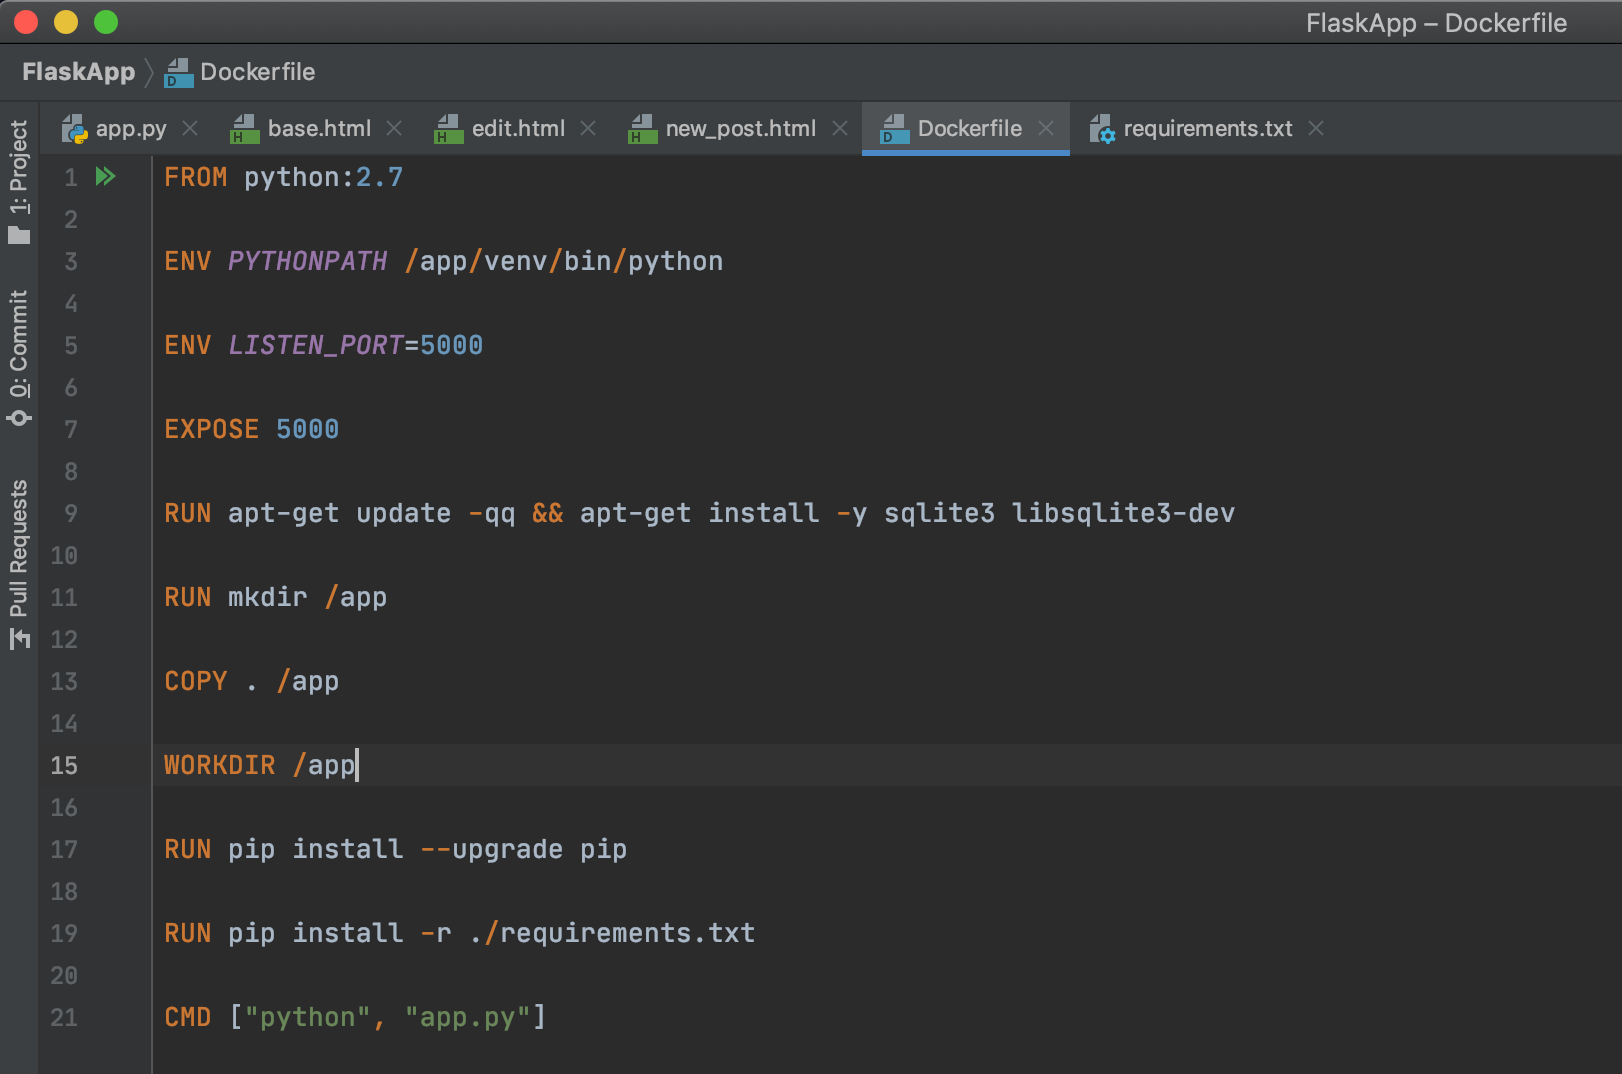 FlaskApp – Dockerfile
FlaskApp Dockerfile
app.py base.html edit.html new_post.html Dockerfile requirements.txt
1: Project
0: Commit
Pull Requests
1 FROM python:2.7
2
3 ENV PYTHONPATH /app/venv/bin/python
4
5 ENV LISTEN_PORT=5000
6
7 EXPOSE 5000
8
9 RUN apt-get update -qq && apt-get install -y sqlite3 libsqlite3-dev
10
11 RUN mkdir /app
12
13 COPY . /app
14
15 WORKDIR /app
16
17 RUN pip install --upgrade pip
18
19 RUN pip install -r ./requirements.txt
20
21 CMD ["python", "app.py"]